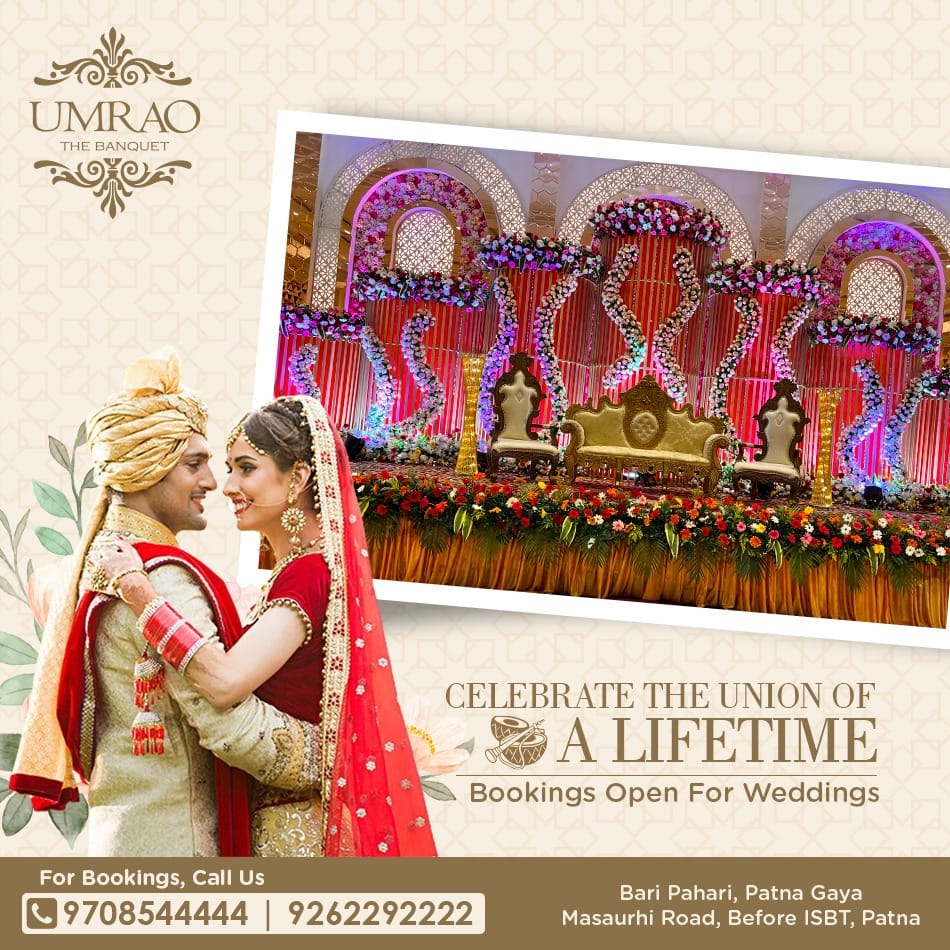 UMRAO
THE BANQUET
CELEBRATE THE UNION OF
A LIFETIME
Bookings Open For Weddings
For Bookings, Call Us
9708544444 | 9262292222
Bari Pahari, Patna Gaya
Masaurhi Road, Before ISBT, Patna